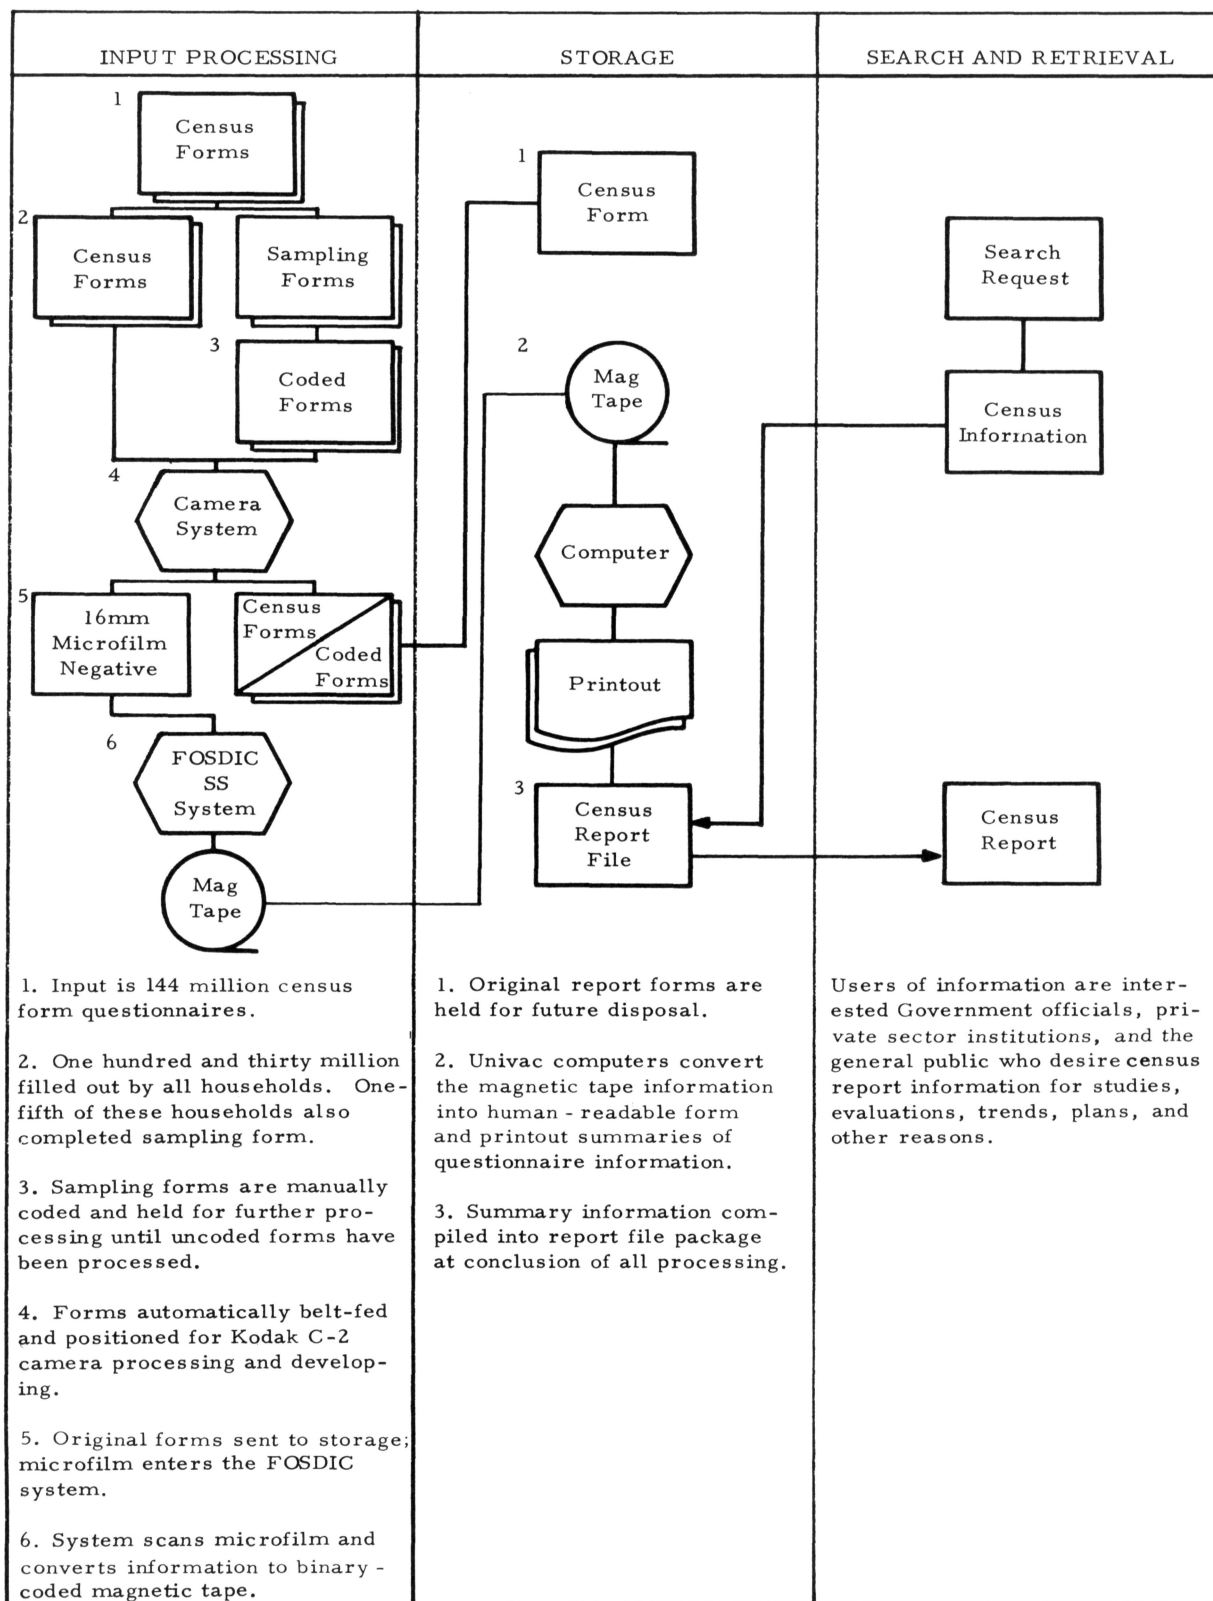 INPUT PROCESSING
STORAGE
SEARCH AND RETRIEVAL
1
Census
Forms
2
Census
Forms
Sampling
Forms
3
Coded
Forms
4
Camera
System
5
16mm
Microfilm
Negative
Census
Forms
Coded
Forms
6
FOSDIC
SS
System
Mag
Tape
1. Input is 144 million census
form questionnaires.
2. One hundred and thirty million
filled out by all households. One-
fifth of these households also
completed sampling form.
3. Sampling forms are manually
coded and held for further pro-
cessing until uncoded forms have
been processed.
4. Forms automatically belt-fed
and positioned for Kodak C-2
camera processing and develop-
ing.
5. Original forms sent to storage;
microfilm enters the FOSDIC
system.
6. System scans microfilm and
converts information to binary -
coded magnetic tape.
1
Census
Form
2
Mag
Tape
Computer
Printout
3
Census
Report
File
1. Original report forms are
held for future disposal.
2. Univac computers convert
the magnetic tape information
into human - readable form
and printout summaries of
questionnaire information.
3. Summary information com-
piled into report file package
at conclusion of all processing.
Search
Request
Census
Information
Census
Report
Users of information are inter-
ested Government officials, pri-
vate sector institutions, and the
general public who desire census
report information for studies,
evaluations, trends, plans, and
other reasons.